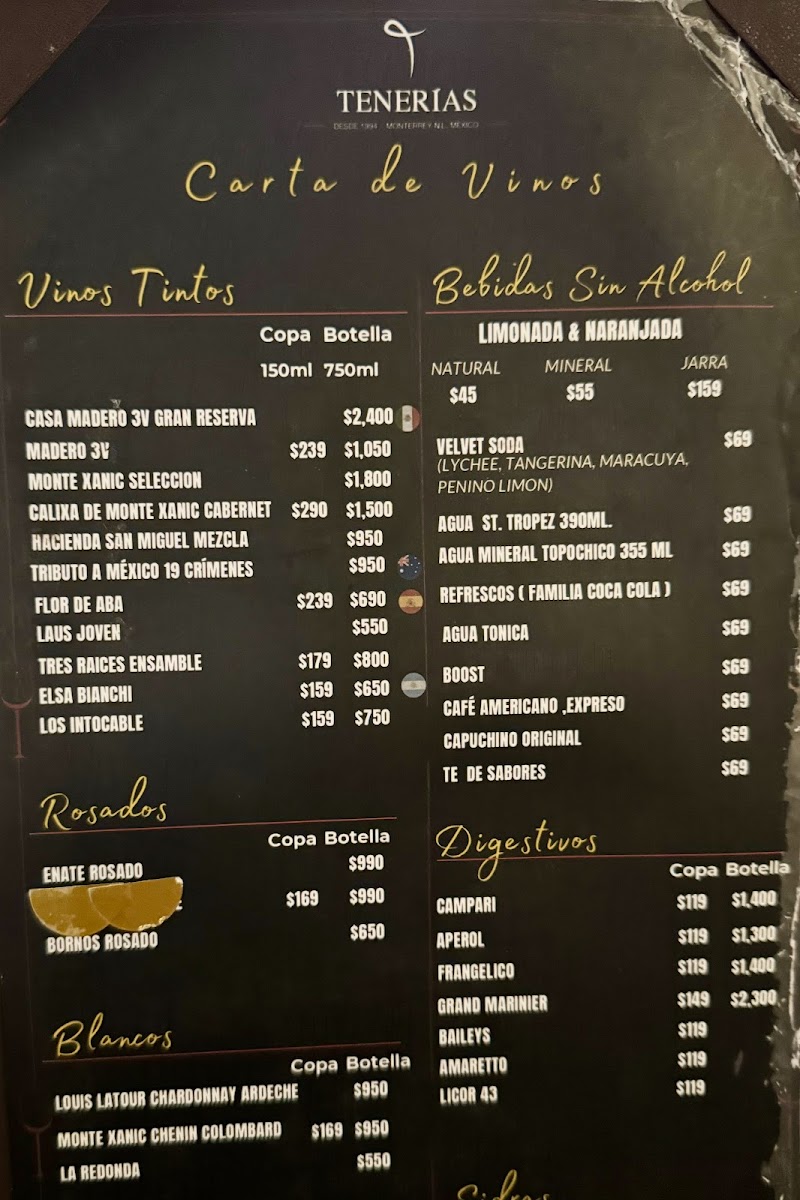 TENERÍAS
DESDE 1994 MONTERREY N.L. MÉXICO
Carta de Vinos
Vinos Tintos
Copa Botella
150ml 750ml
CASA MADERO 3V GRAN RESERVA $2,400
MADERO 3V $239 $1,050
MONTE XANIC SELECCION $1,800
CALIXA DE MONTE XANIC CABERNET $290 $1,500
HACIENDA SAN MIGUEL MEZCLA $950
TRIBUTO A MÉXICO 19 CRÍMENES $950
FLOR DE ABA $239 $690
LAUS JOVEN $550
TRES RAICES ENSAMBLE $179 $800
ELSA BIANCHI $159 $650
LOS INTOCABLE $159 $750
Rosados
Copa Botella
ENATE ROSADO $990
$169 $990
BORNOS ROSADO $650
Blancos
Copa Botella
LOUIS LATOUR CHARDONNAY ARDECHE $950
MONTE XANIC CHENIN COLOMBARD $169 $950
LA REDONDA $550
Bebidas Sin Alcohol
LIMONADA & NARANJADA
NATURAL MINERAL JARRA
$45 $55 $159
VELVET SODA $69
(LYCHEE, TANGERINA, MARACUYA,
PENINO LIMON)
AGUA ST. TROPEZ 390ML. $69
AGUA MINERAL TOPOCHICO 355 ML $69
REFRESCOS ( FAMILIA COCA COLA ) $69
AGUA TONICA $69
BOOST $69
CAFÉ AMERICANO ,EXPRESO $69
CAPUCHINO ORIGINAL $69
TE DE SABORES $69
Digestivos
Copa Botella
CAMPARI $119 $1,400
APEROL $119 $1,300
FRANGELICO $119 $1,400
GRAND MARINIER $149 $2,300
BAILEYS $119
AMARETTO $119
LICOR 43 $119
Sidras